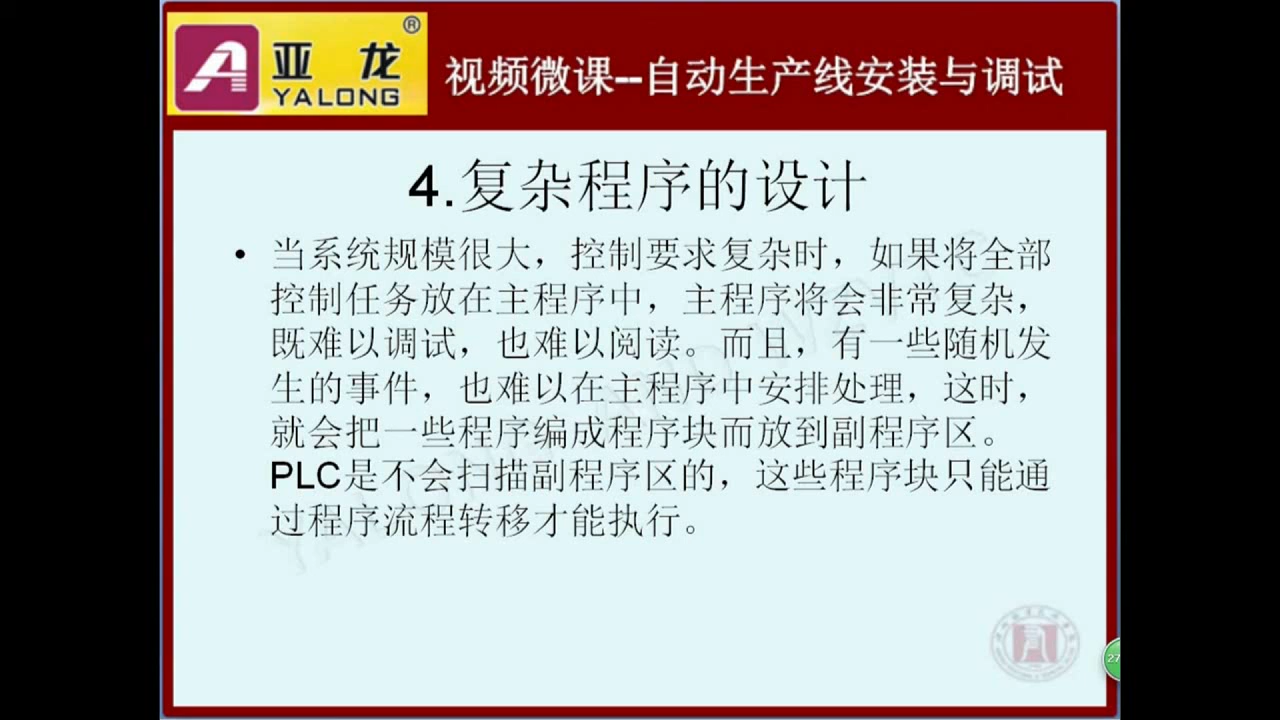 亚龙
®
YALONG
视频微课--自动生产线安装与调试
4.复杂程序的设计
• 当系统规模很大，控制要求复杂时，如果将全部
控制任务放在主程序中，主程序将会非常复杂，
既难以调试，也难以阅读。而且，有一些随机发
生的事件，也难以在主程序中安排处理，这时，
就会把一些程序编成程序块而放到副程序区。
PLC是不会扫描副程序区的，这些程序块只能通
过程序流程转移才能执行。
27